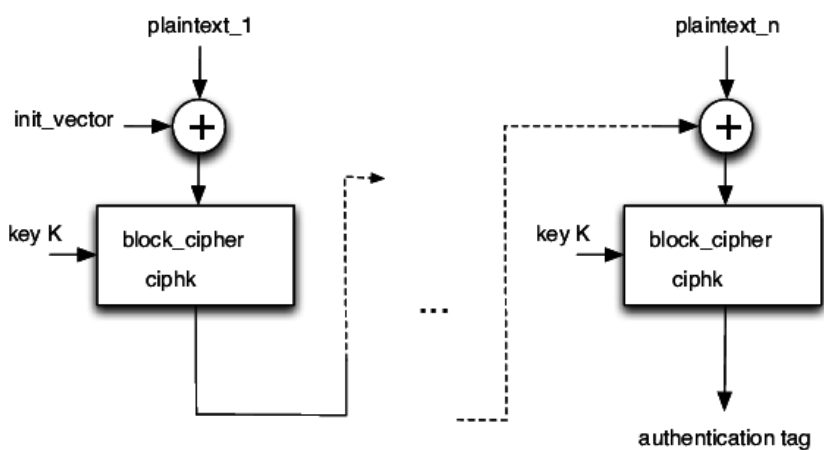 plaintext_1
plaintext_n
init_vector
+
+
key K
block_cipher
ciphk
...
key K
block_cipher
ciphk
authentication tag